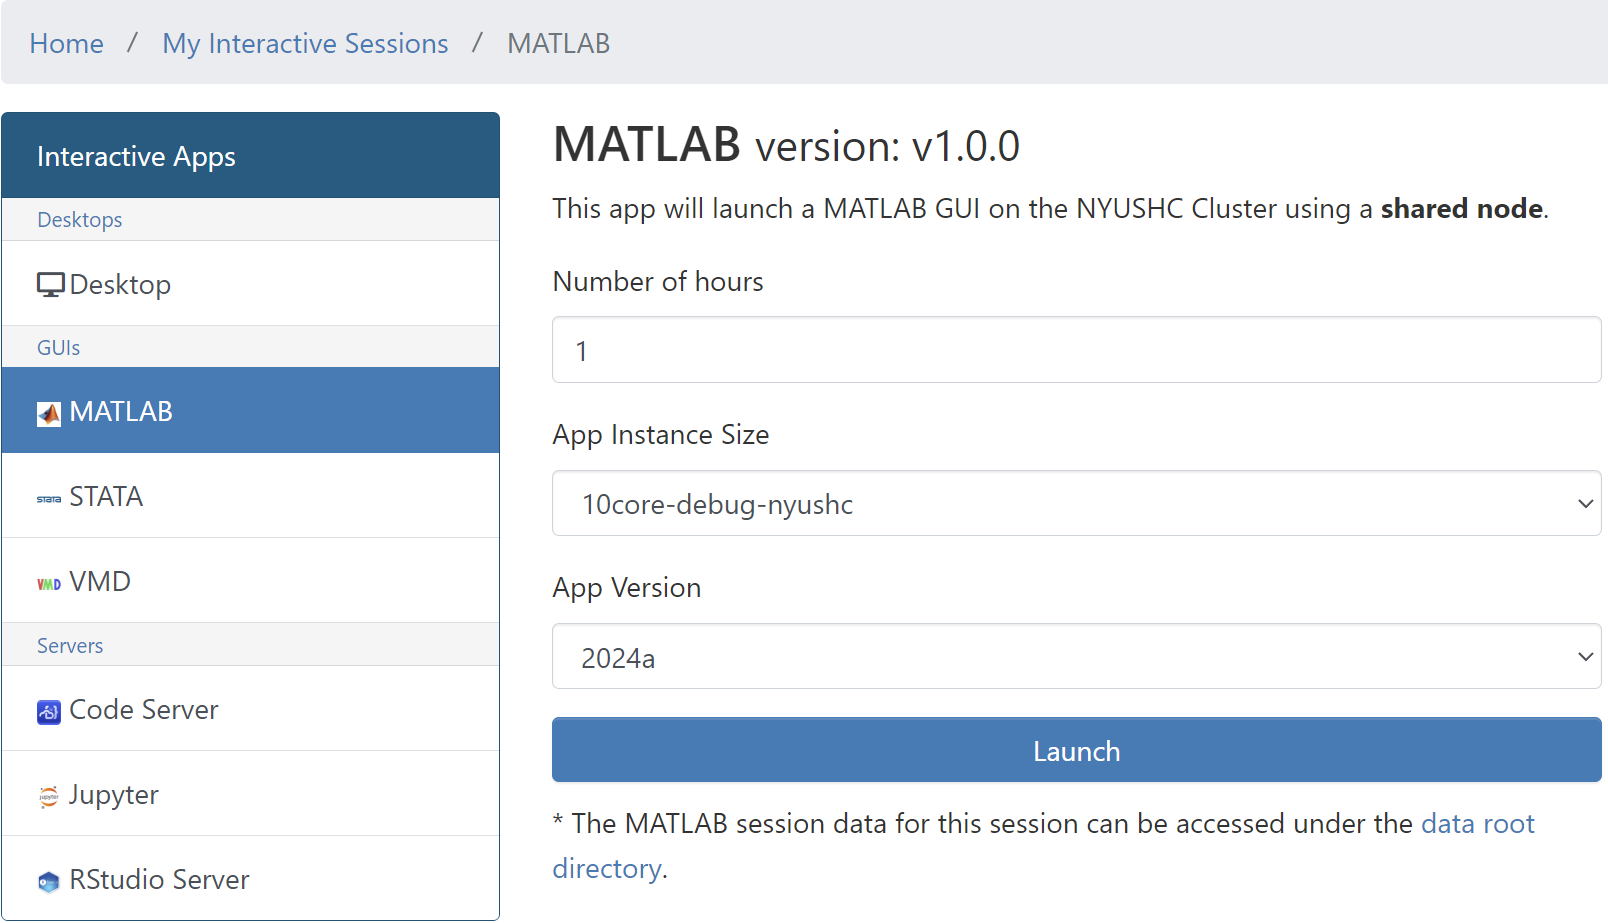 Home / My Interactive Sessions / MATLAB
Interactive Apps
Desktops
Desktop
GUIs
MATLAB
STATA STATA
VMD VMD
Servers
Code Server
jupyter Jupyter
RStudio Server
MATLAB version: v1.0.0
This app will launch a MATLAB GUI on the NYUSHC Cluster using a shared node.
Number of hours
1
App Instance Size
10core-debug-nyushc
App Version
2024a
Launch
* The MATLAB session data for this session can be accessed under the data root
directory.